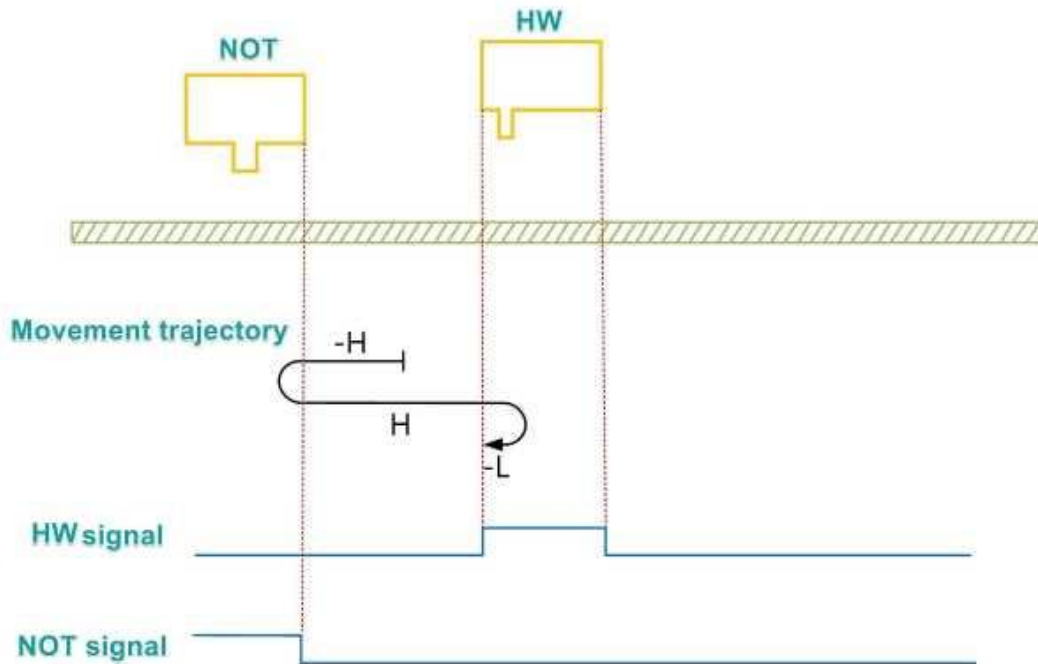 HW
NOT
Movement trajectory
-H
H
-L
HW signal
NOT signal